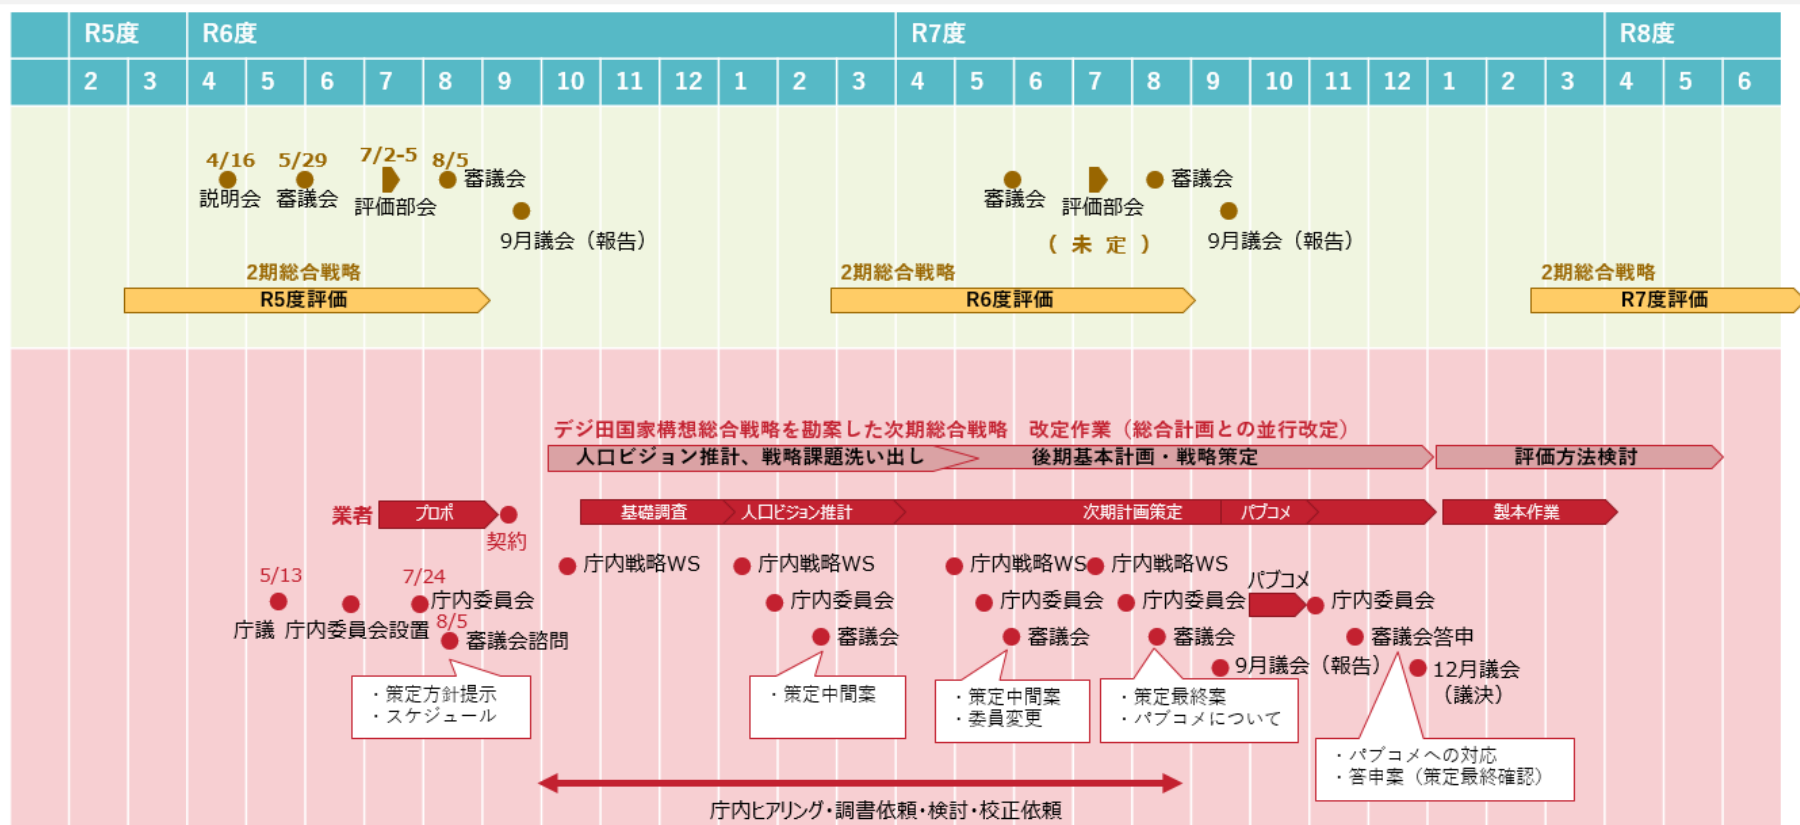 R5度 R6度 R7度 R8度
2 3 4 5 6 7 8 9 10 11 12 1 2 3 4 5 6 7 8 9 10 11 12 1 2 3 4 5 6
4/16 5/29 7/2-5 8/5
説明会 審議会 評価部会 審議会
9月議会（報告）
審議会 評価部会 審議会
（ 未 定 ）
9月議会（報告）
2期総合戦略
R5度評価
2期総合戦略
R6度評価
2期総合戦略
R7度評価
デジ田国家構想総合戦略を勘案した次期総合戦略　改定作業（総合計画との並行改定）
人口ビジョン推計、戦略課題洗い出し 後期基本計画・戦略策定 評価方法検討
業者 プロポ
契約
基礎調査 人口ビジョン推計 次期計画策定 パブコメ 製本作業
庁内戦略WS 庁内戦略WS 庁内戦略WS 庁内戦略WS
5/13 7/24
庁議 庁内委員会設置 庁内委員会
8/5
審議会諮問
庁内委員会 庁内委員会 庁内委員会
パブコメ
庁内委員会
審議会 審議会 審議会 審議会答申
9月議会（報告）
12月議会
（議決）
・策定方針提示
・スケジュール
・策定中間案
・策定中間案
・委員変更
・策定最終案
・パブコメについて
・パブコメへの対応
・答申案（策定最終確認）
庁内ヒアリング・調書依頼・検討・校正依頼